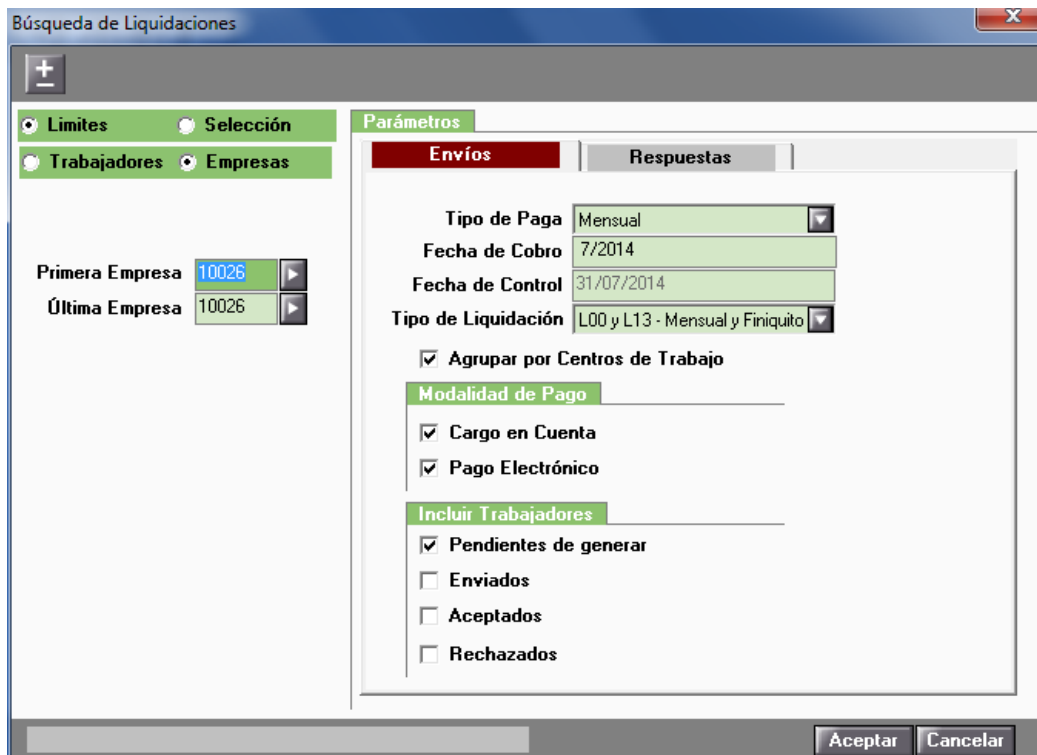 Búsqueda de Liquidaciones
X
Limites Selección
Trabajadores Empresas
Primera Empresa 10026
Última Empresa 10026
Parámetros
Envíos Respuestas
Tipo de Paga Mensual
Fecha de Cobro 7/2014
Fecha de Control 31/07/2014
Tipo de Liquidación L00 y L13 - Mensual y Finiquito
Agrupar por Centros de Trabajo
Modalidad de Pago
Cargo en Cuenta
Pago Electrónico
Incluir Trabajadores
Pendientes de generar
Enviados
Aceptados
Rechazados
Aceptar Cancelar